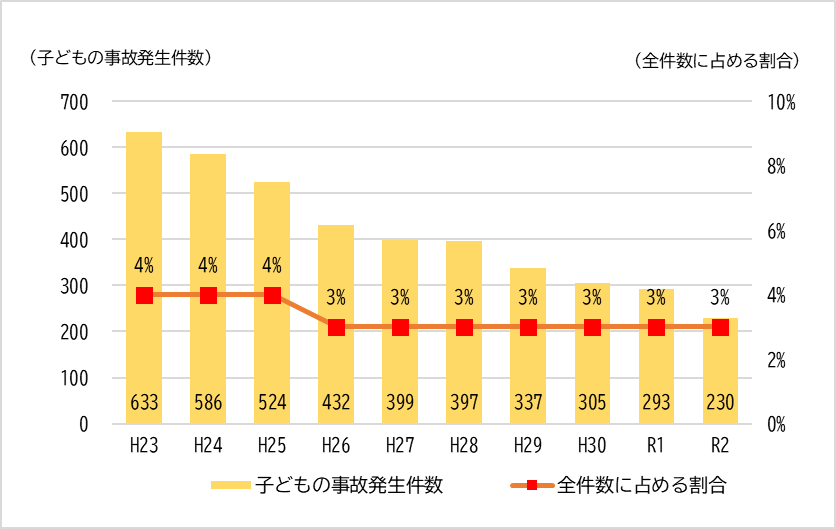 （子どもの事故発生件数） （全件数に占める割合）
700 10%
600
8%
500
6%
400
4% 4% 4%
300 3% 3% 3% 3% 3% 3% 3% 4%
200
2%
100
633 586 524 432 399 397 337 305 293 230
0 0%
H23 H24 H25 H26 H27 H28 H29 H30 R1 R2
子どもの事故発生件数 全件数に占める割合